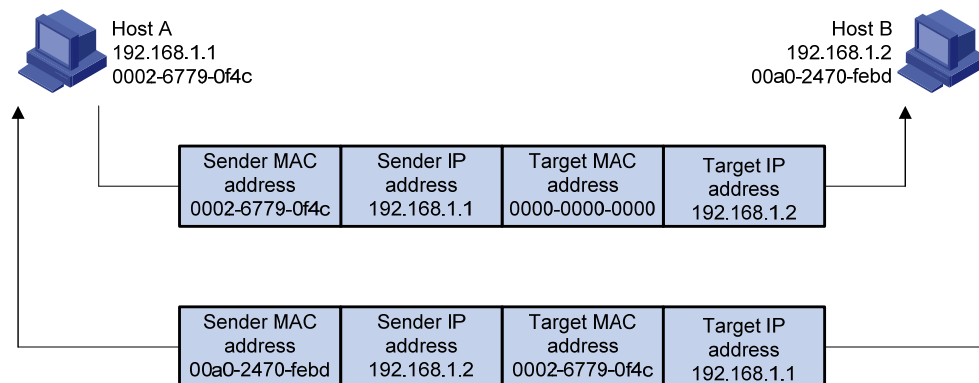 Host A
192.168.1.1
0002-6779-0f4c
Host B
192.168.1.2
00a0-2470-febd
Sender MAC
address
0002-6779-0f4c
Sender IP
address
192.168.1.1
Target MAC
address
0000-0000-0000
Target IP
address
192.168.1.2
Sender MAC
address
00a0-2470-febd
Sender IP
address
192.168.1.2
Target MAC
address
0002-6779-0f4c
Target IP
address
192.168.1.1